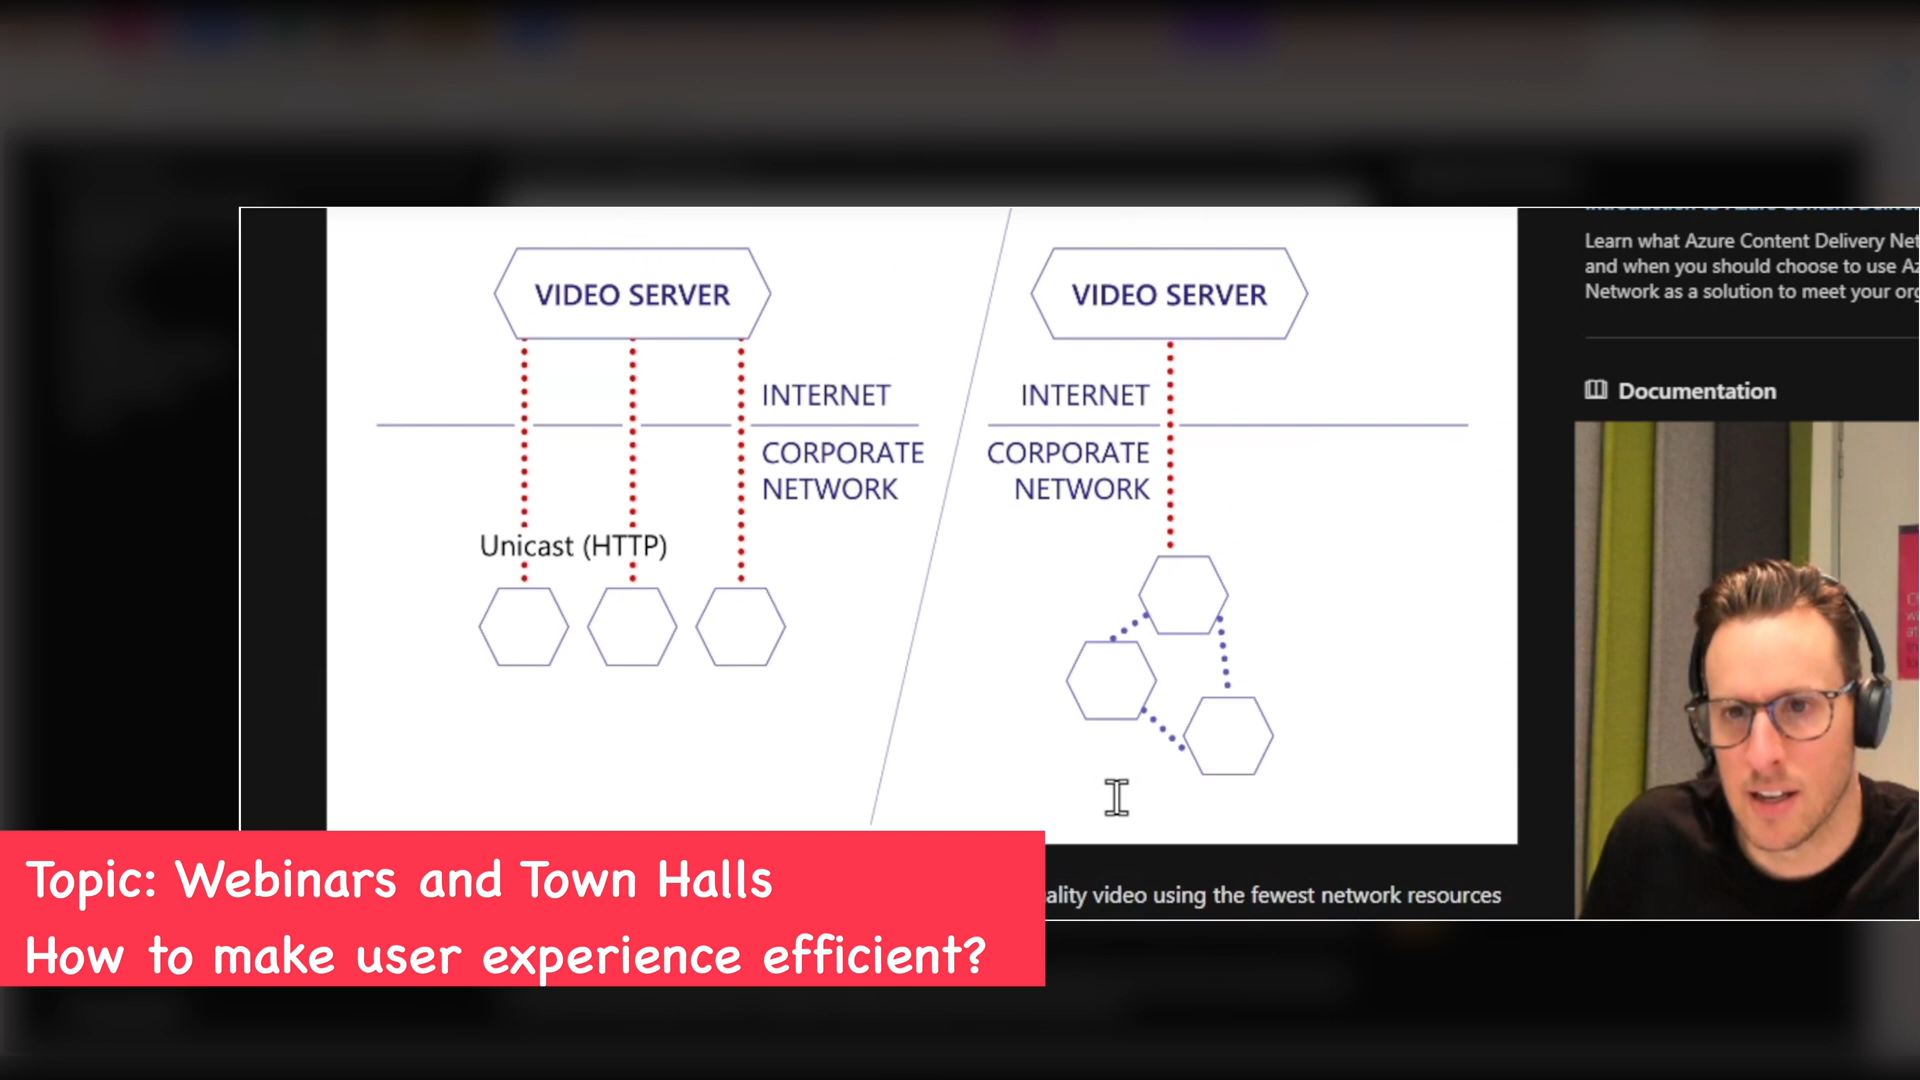 VIDEO SERVER
INTERNET
CORPORATE
NETWORK
Unicast (HTTP)
VIDEO SERVER
INTERNET
CORPORATE
NETWORK
Learn what Azure Content Delivery Net
and when you should choose to use Az
Network as a solution to meet your org
Documentation
ality video using the fewest network resources
Topic: Webinars and Town Halls
How to make user experience efficient?